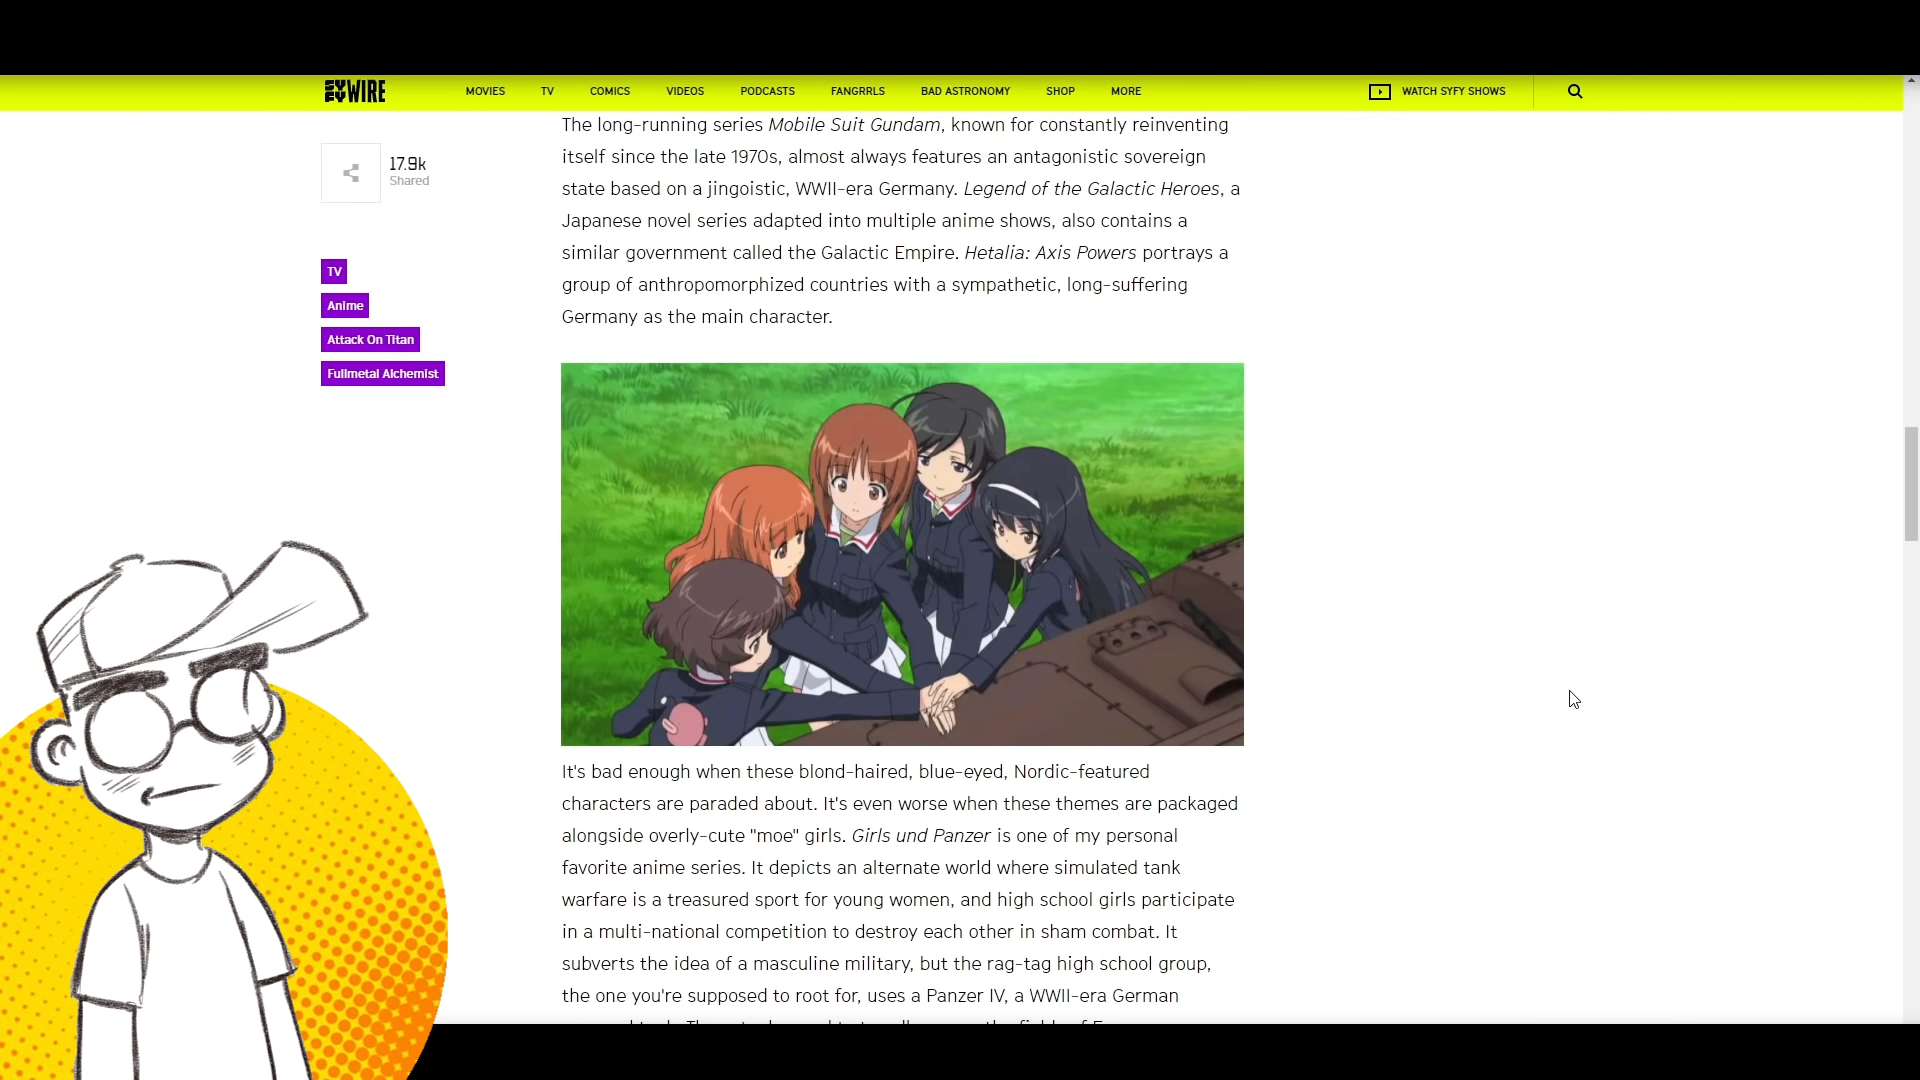 SYFY WIRE
MOVIES TV COMICS VIDEOS PODCASTS FANGRRLS BAD ASTRONOMY SHOP MORE WATCH SYFY SHOWS
17.9k
Shared
TV
Anime
Attack On Titan
Fullmetal Alchemist
The long-running series Mobile Suit Gundam, known for constantly reinventing
itself since the late 1970s, almost always features an antagonistic sovereign
state based on a jingoistic, WWII-era Germany. Legend of the Galactic Heroes, a
Japanese novel series adapted into multiple anime shows, also contains a
similar government called the Galactic Empire. Hetalia: Axis Powers portrays a
group of anthropomorphized countries with a sympathetic, long-suffering
Germany as the main character.
It's bad enough when these blond-haired, blue-eyed, Nordic-featured
characters are paraded about. It's even worse when these themes are packaged
alongside overly-cute "moe" girls. Girls und Panzer is one of my personal
favorite anime series. It depicts an alternate world where simulated tank
warfare is a treasured sport for young women, and high school girls participate
in a multi-national competition to destroy each other in sham combat. It
subverts the idea of a masculine military, but the rag-tag high school group,
the one you're supposed to root for, uses a Panzer IV, a WWII-era German